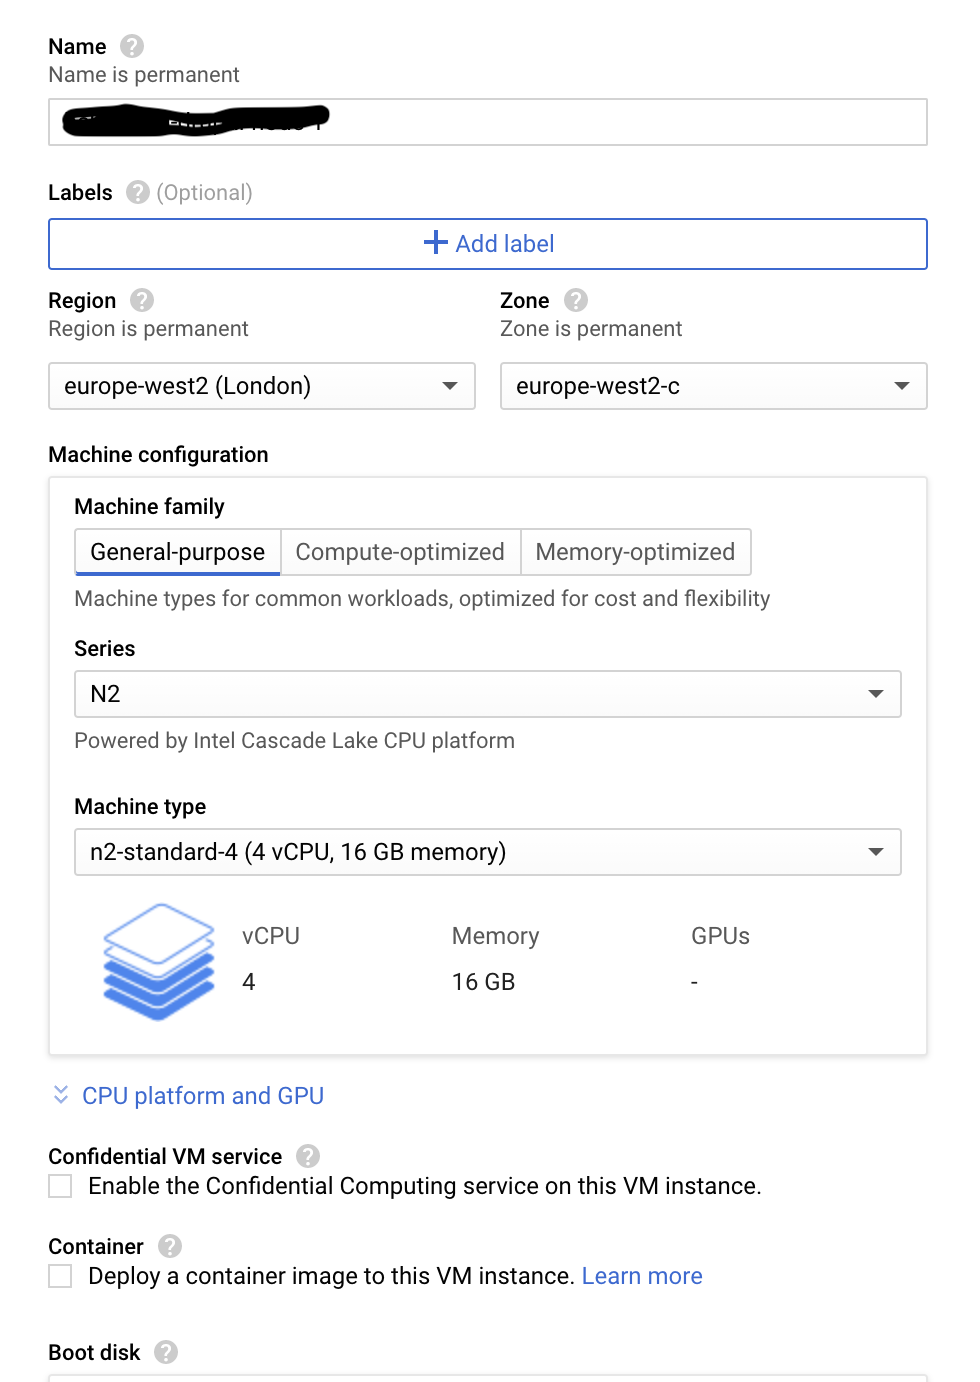 Name ?
Name is permanent
Labels ? (Optional)
+ Add label
Region ?
Region is permanent
Zone ?
Zone is permanent
europe-west2 (London)
europe-west2-c
Machine configuration
Machine family
General-purpose Compute-optimized Memory-optimized
Machine types for common workloads, optimized for cost and flexibility
Series
N2
Powered by Intel Cascade Lake CPU platform
Machine type
n2-standard-4 (4 vCPU, 16 GB memory)
vCPU Memory GPUs
4 16 GB -
CPU platform and GPU
Confidential VM service ?
Enable the Confidential Computing service on this VM instance.
Container ?
Deploy a container image to this VM instance. Learn more
Boot disk ?